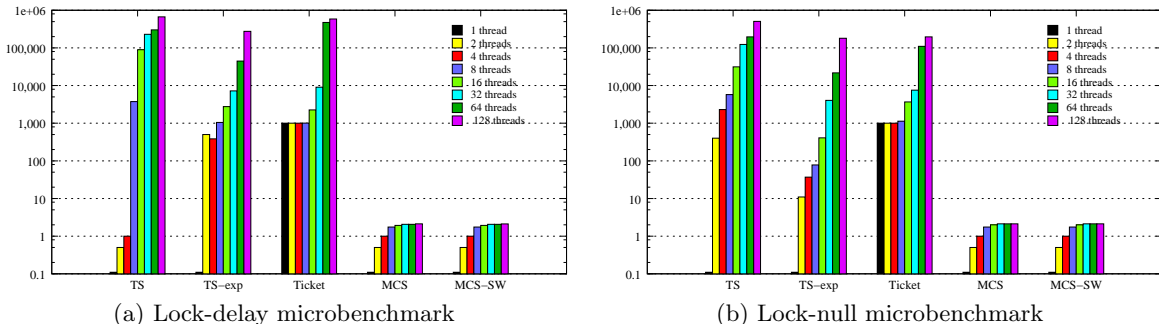 1e+06
100,000
10,000
1,000
100
10
1
0.1
1 thread
2 threads
4 threads
8 threads
16 threads
32 threads
64 threads
128 threads
TS
TS-exp
Ticket
MCS
MCS-SW
(a) Lock-delay microbenchmark
1e+06
100,000
10,000
1,000
100
10
1
0.1
1 thread
2 threads
4 threads
8 threads
16 threads
32 threads
64 threads
128 threads
TS
TS-exp
Ticket
MCS
MCS-SW
(b) Lock-null microbenchmark